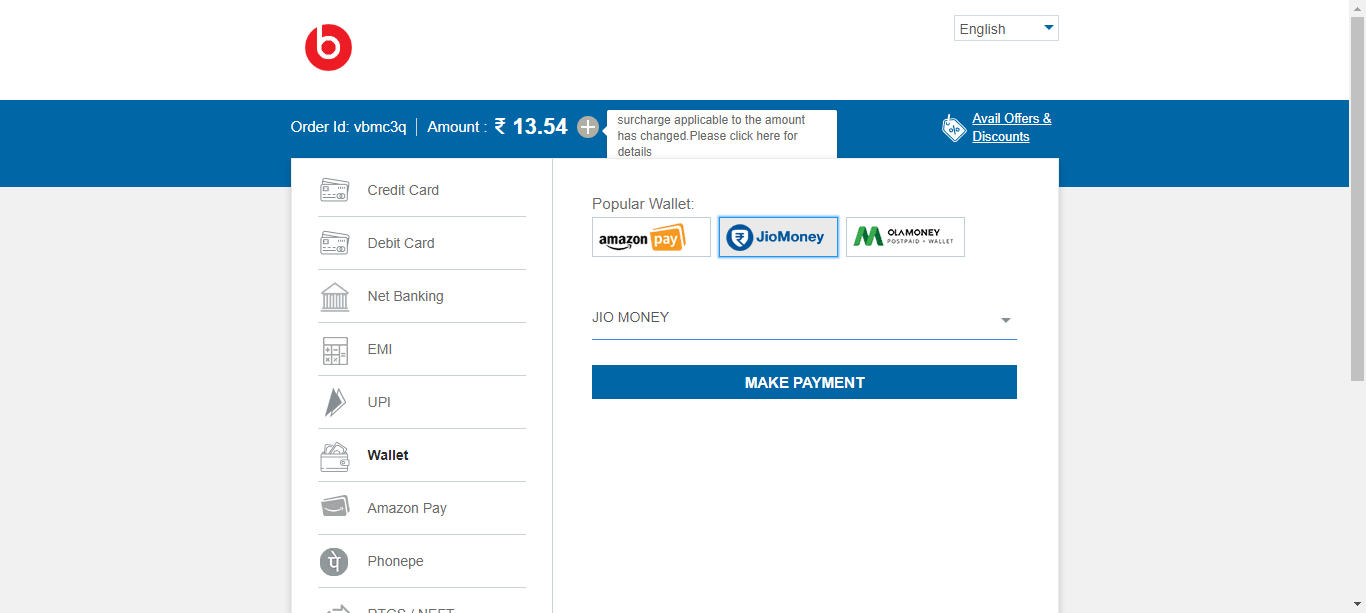 b
English
Order Id: vbmc3q
Amount : ₹ 13.54
surcharge applicable to the amount
has changed.Please click here for
details
Avail Offers &
Discounts
Credit Card
Debit Card
Net Banking
EMI
UPI
Wallet
Amazon Pay
Phonepe
RTGS / NEFT
Popular Wallet:
amazon pay
JioMoney
OLAMONEY
POSTPAID + WALLET
JIO MONEY
MAKE PAYMENT